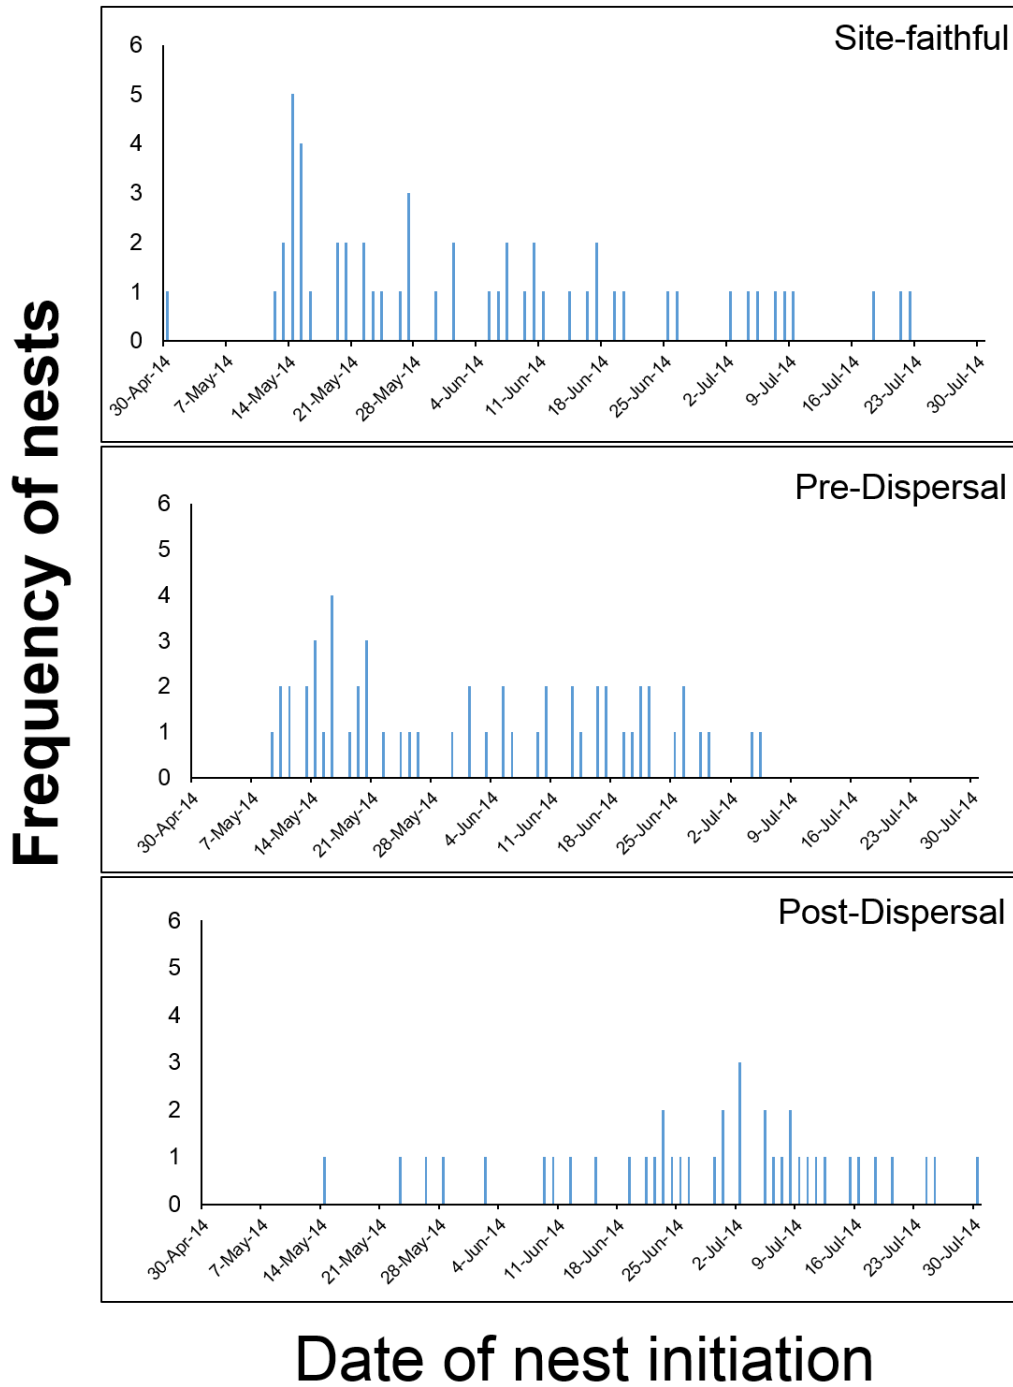 Frequency of nests
Site-faithful
6
5
4
3
2
1
0
30-Apr-14 7-May-14 14-May-14 21-May-14 28-May-14 4-Jun-14 11-Jun-14 18-Jun-14 25-Jun-14 2-Jul-14 9-Jul-14 16-Jul-14 23-Jul-14 30-Jul-14
Pre-Dispersal
6
5
4
3
2
1
0
30-Apr-14 7-May-14 14-May-14 21-May-14 28-May-14 4-Jun-14 11-Jun-14 18-Jun-14 25-Jun-14 2-Jul-14 9-Jul-14 16-Jul-14 23-Jul-14 30-Jul-14
Post-Dispersal
6
5
4
3
2
1
0
30-Apr-14 7-May-14 14-May-14 21-May-14 28-May-14 4-Jun-14 11-Jun-14 18-Jun-14 25-Jun-14 2-Jul-14 9-Jul-14 16-Jul-14 23-Jul-14 30-Jul-14
Date of nest initiation